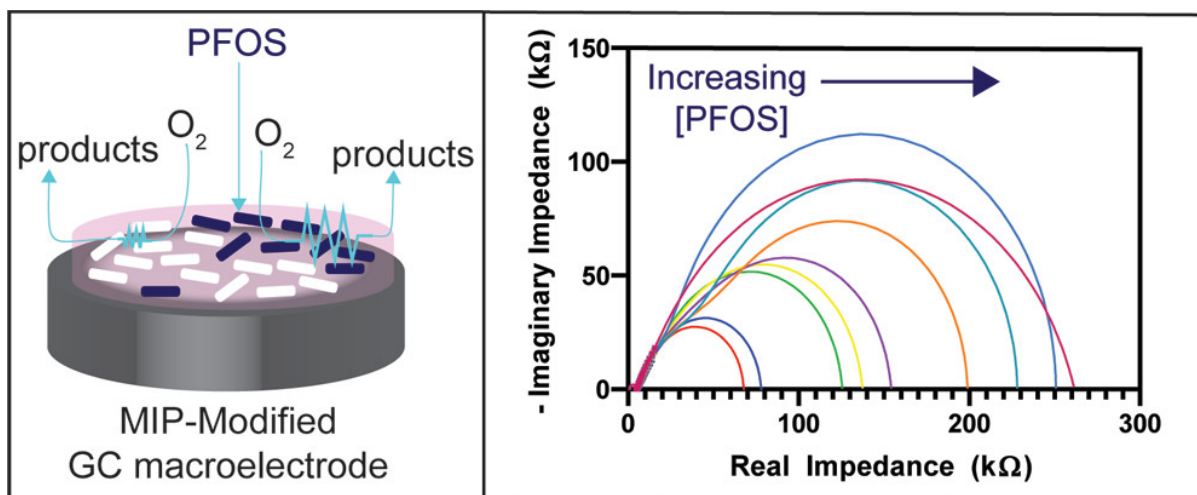 PFOS
O2
O2
products
products
MIP-Modified
GC macroelectrode
- Imaginary Impedance (kΩ)
150
100
50
0
Increasing
[PFOS]
0
100
200
300
Real Impedance (kΩ)